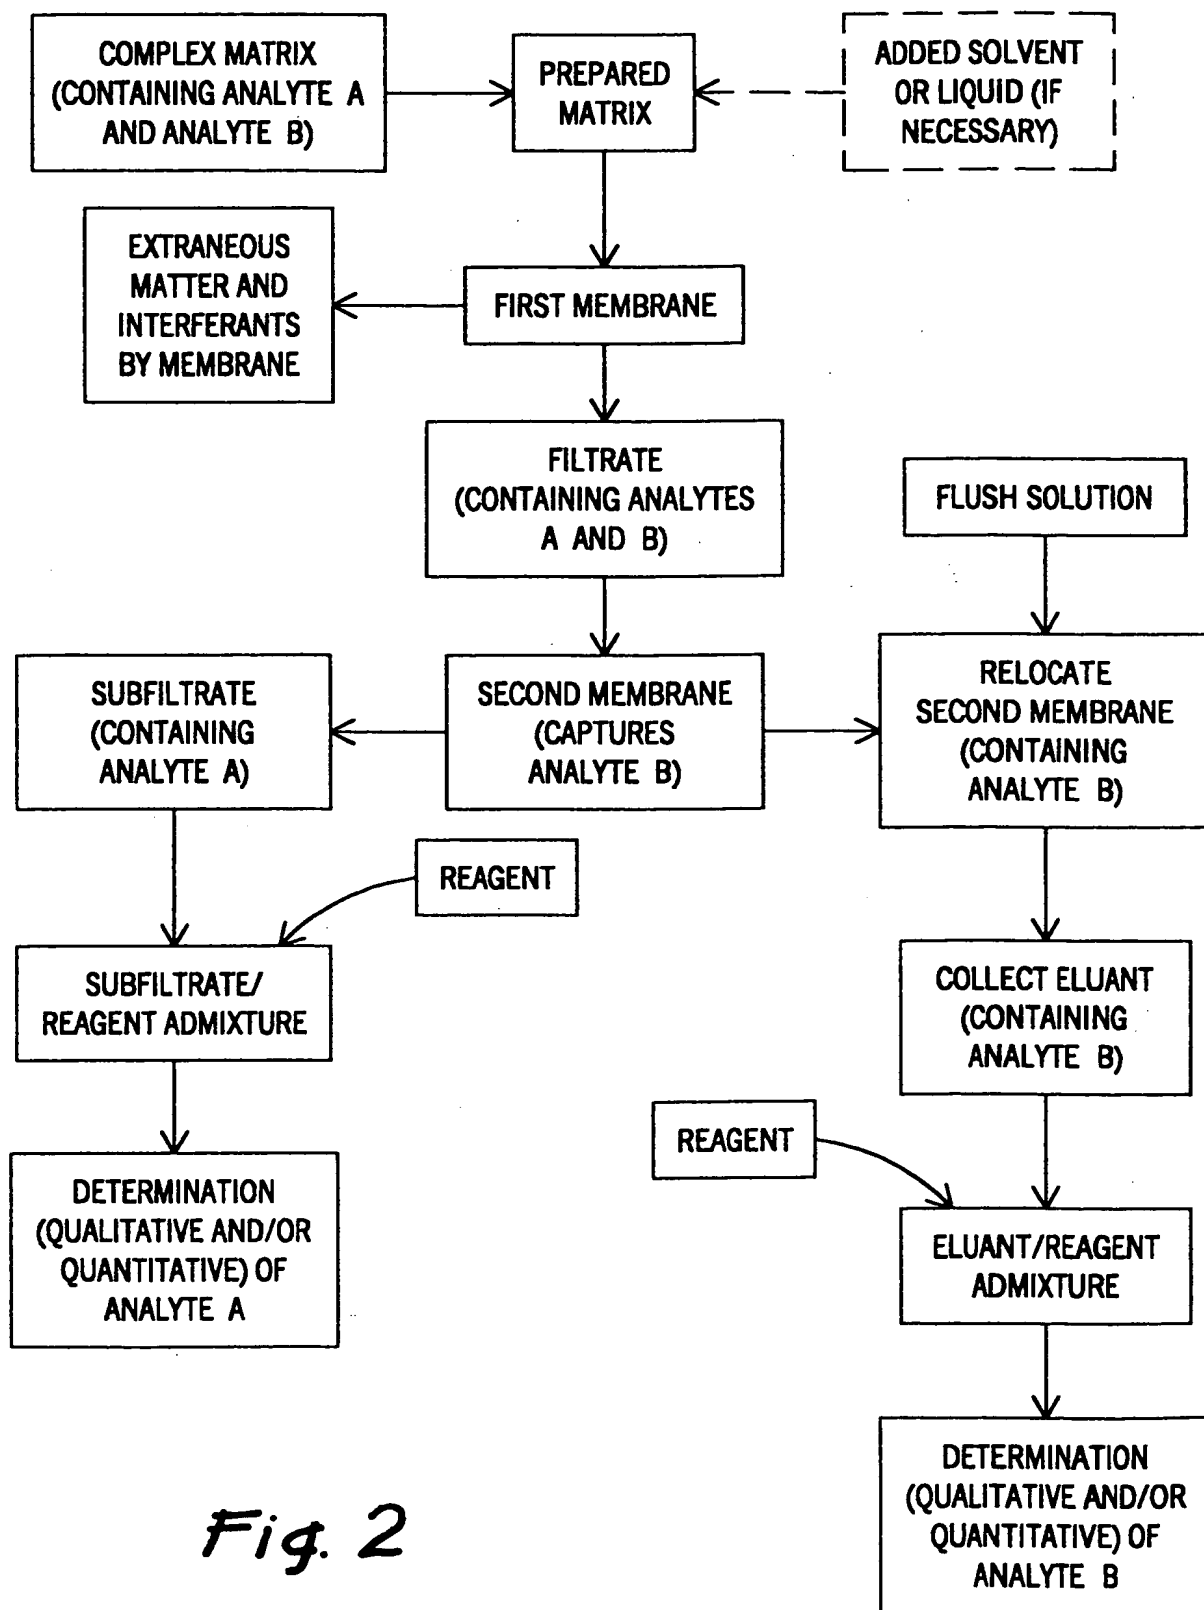 COMPLEX MATRIX
(CONTAINING ANALYTE A
AND ANALYTE B)
PREPARED
MATRIX
ADDED SOLVENT
OR LIQUID (IF
NECESSARY)
EXTRANEOUS
MATTER AND
INTERFERANTS
BY MEMBRANE
FIRST MEMBRANE
FILTRATE
(CONTAINING ANALYTES
A AND B)
FLUSH SOLUTION
SUBFILTRATE
(CONTAINING
ANALYTE A)
SECOND MEMBRANE
(CAPTURES
ANALYTE B)
RELOCATE
SECOND MEMBRANE
(CONTAINING
ANALYTE B)
REAGENT
SUBFILTRATE/
REAGENT ADMIXTURE
COLLECT ELUANT
(CONTAINING
ANALYTE B)
REAGENT
DETERMINATION
(QUALITATIVE AND/OR
QUANTITATIVE) OF
ANALYTE A
ELUANT/REAGENT
ADMIXTURE
DETERMINATION
(QUALITATIVE AND/OR
QUANTITATIVE) OF
ANALYTE B
Fig. 2